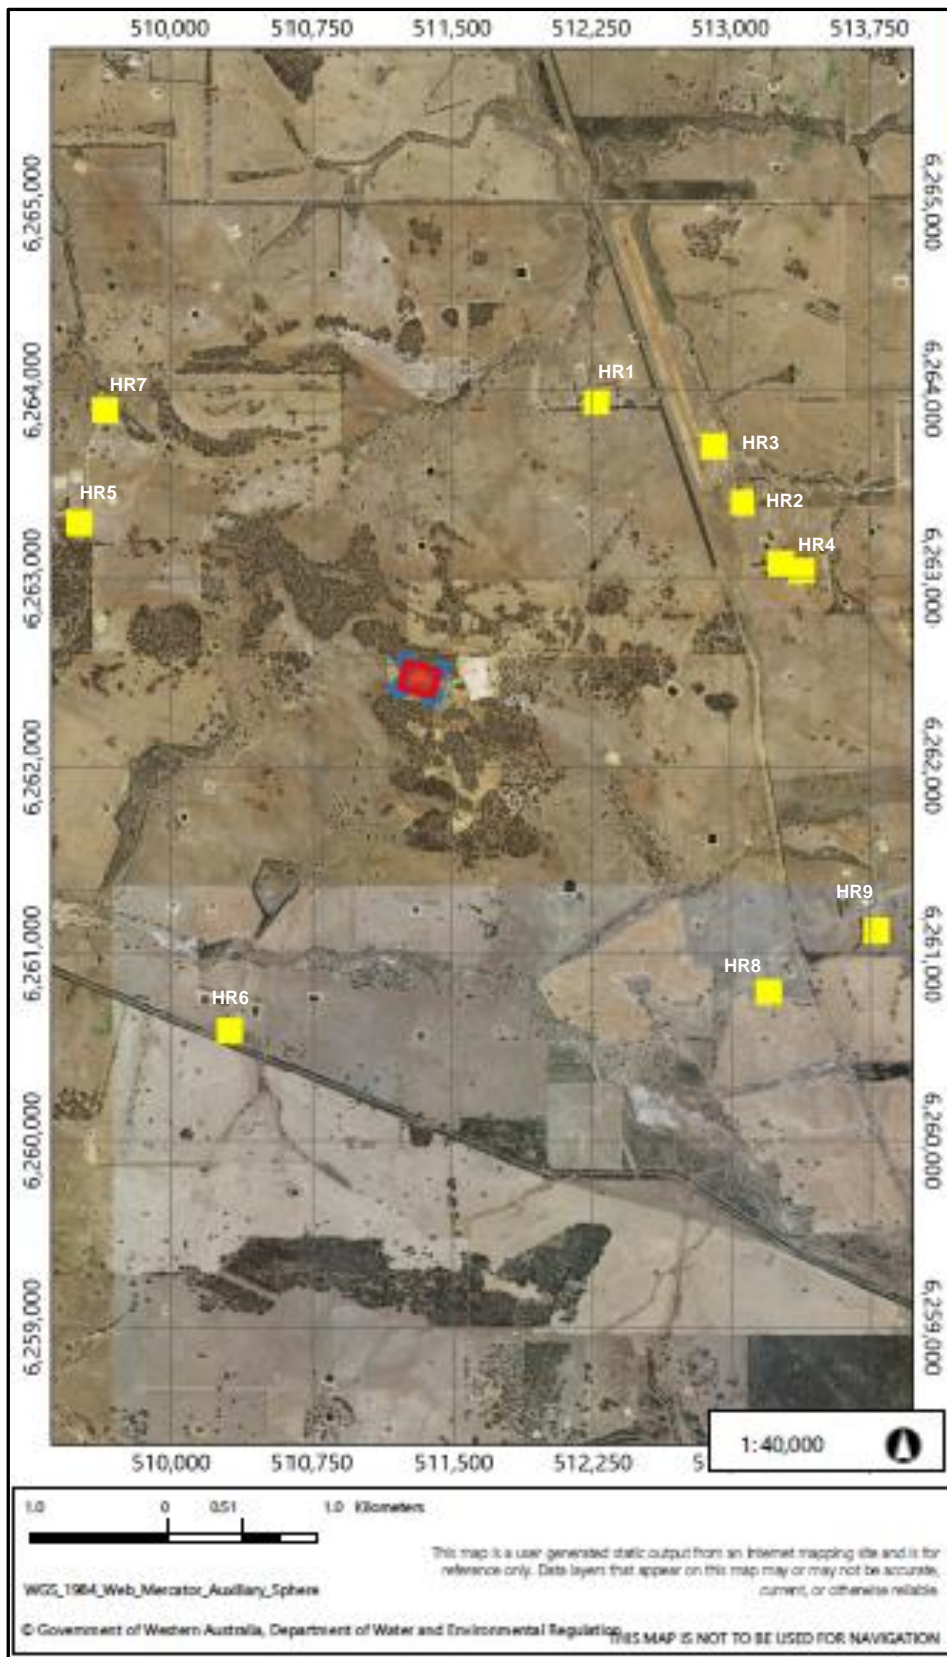 510,000 510,750 511,500 512,250 513,000 513,750
6,265,000 6,265,000
HR1
6,264,000 6,264,000
HR7
HR3
HR5
HR2
HR4
6,263,000 6,263,000
6,262,000 6,262,000
HR9
6,261,000 6,261,000
HR8
HR6
6,260,000 6,260,000
6,259,000 6,259,000
1: 40,000
510,000 510,750 511,500 512,250
1.0 0 0.51 1.0 Kilometers
This map is a user generated static output from an Internet mapping site and is for
reference only. Data layers that appear on this map may or may not be accurate,
current, or otherwise reliable.
WGS_1984_Web_Mercator_Auxiliary_Sphere
© Government of Western Australia, Department of Water and Environmental Regulation
THIS MAP IS NOT TO BE USED FOR NAVIGATION